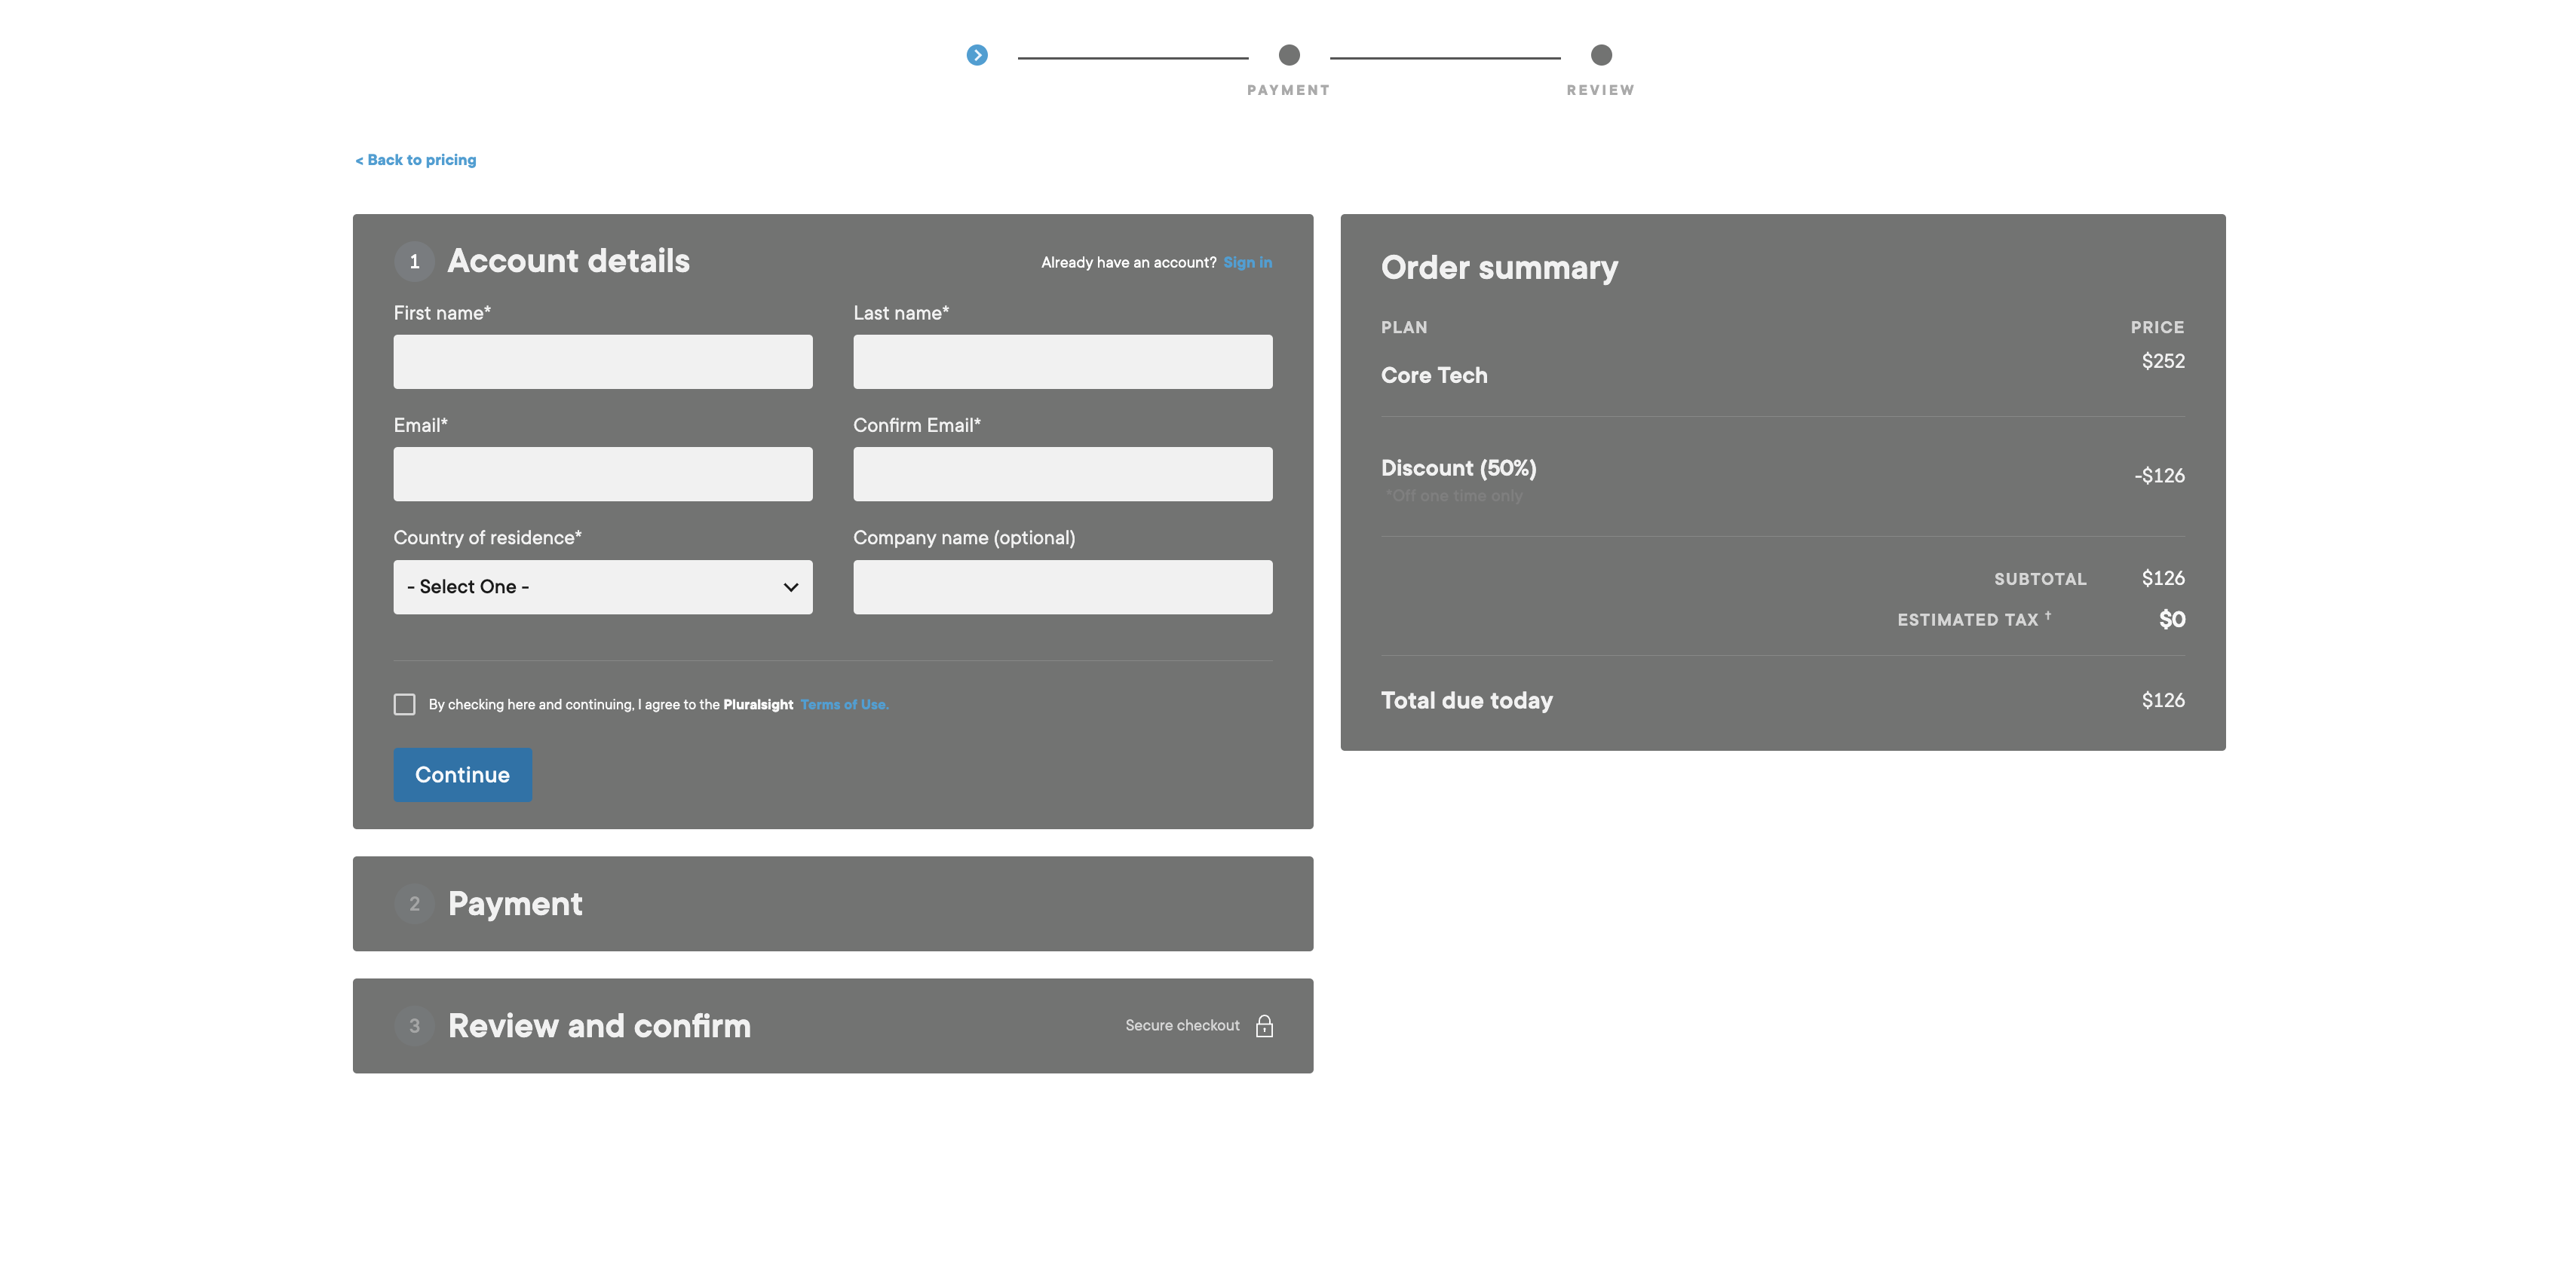 PAYMENT
REVIEW
< Back to pricing
1 Account details
Already have an account? Sign in
First name*
Last name*
Email*
Confirm Email*
Country of residence*
Company name (optional)
- Select One -
By checking here and continuing, I agree to the Pluralsight Terms of Use.
Continue
2 Payment
3 Review and confirm
Secure checkout
Order summary
PLAN PRICE
Core Tech $252
Discount (50%) -$126
*Off one time only
SUBTOTAL $126
ESTIMATED TAX † $0
Total due today $126